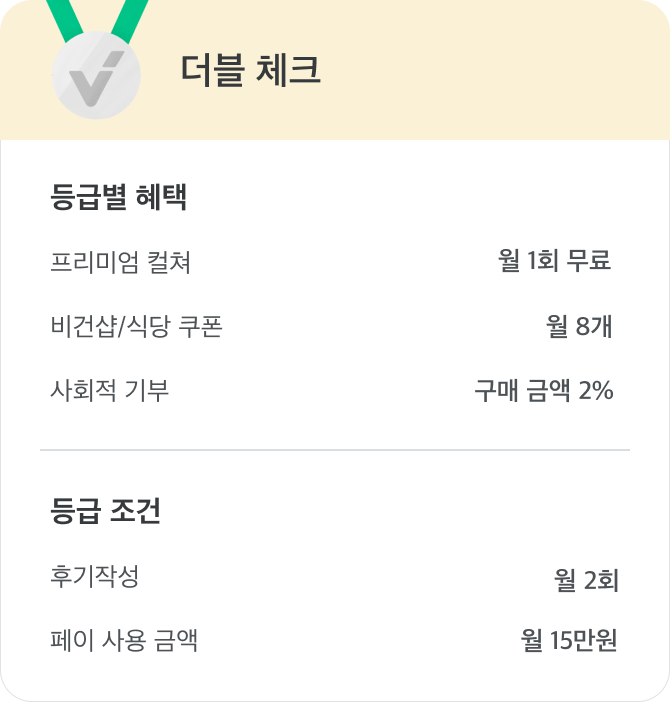 더블 체크
등급별 혜택
프리미엄 컬쳐 월 1회 무료
비건샵/식당 쿠폰 월 8개
사회적 기부 구매 금액 2%
등급 조건
후기작성 월 2회
페이 사용 금액 월 15만원